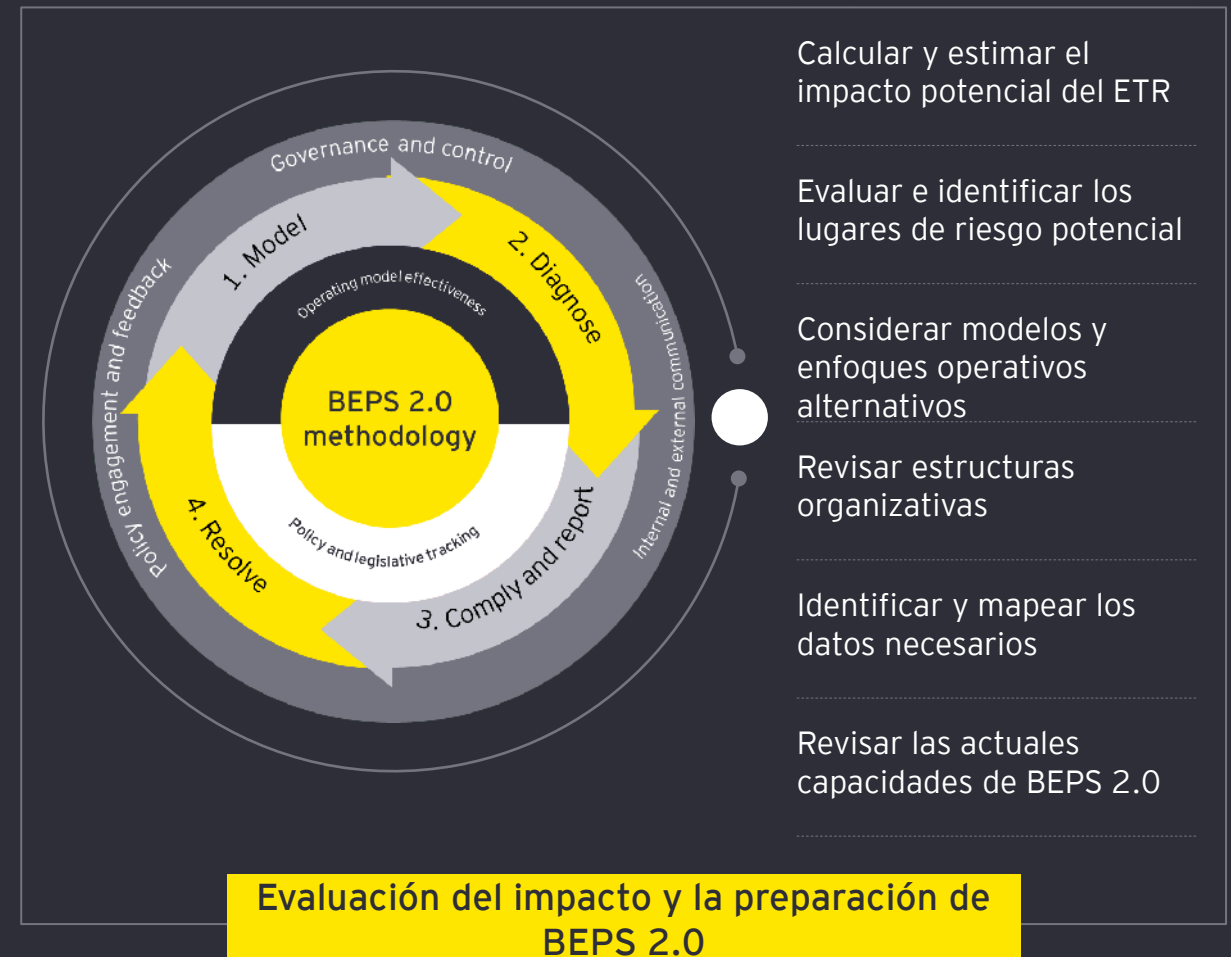 Governance and control
Policy engagement and feedback
Internal and external communication
1. Model
2. Diagnose
3. Comply and report
4. Resolve
Operating model effectiveness
BEPS 2.0
methodology
Policy and legislative tracking
Calcular y estimar el
impacto potencial del ETR
Evaluar e identificar los
lugares de riesgo potencial
Considerar modelos y
enfoques operativos
alternativos
Revisar estructuras
organizativas
Identificar y mapear los
datos necesarios
Revisar las actuales
capacidades de BEPS 2.0
Evaluación del impacto y la preparación de
BEPS 2.0